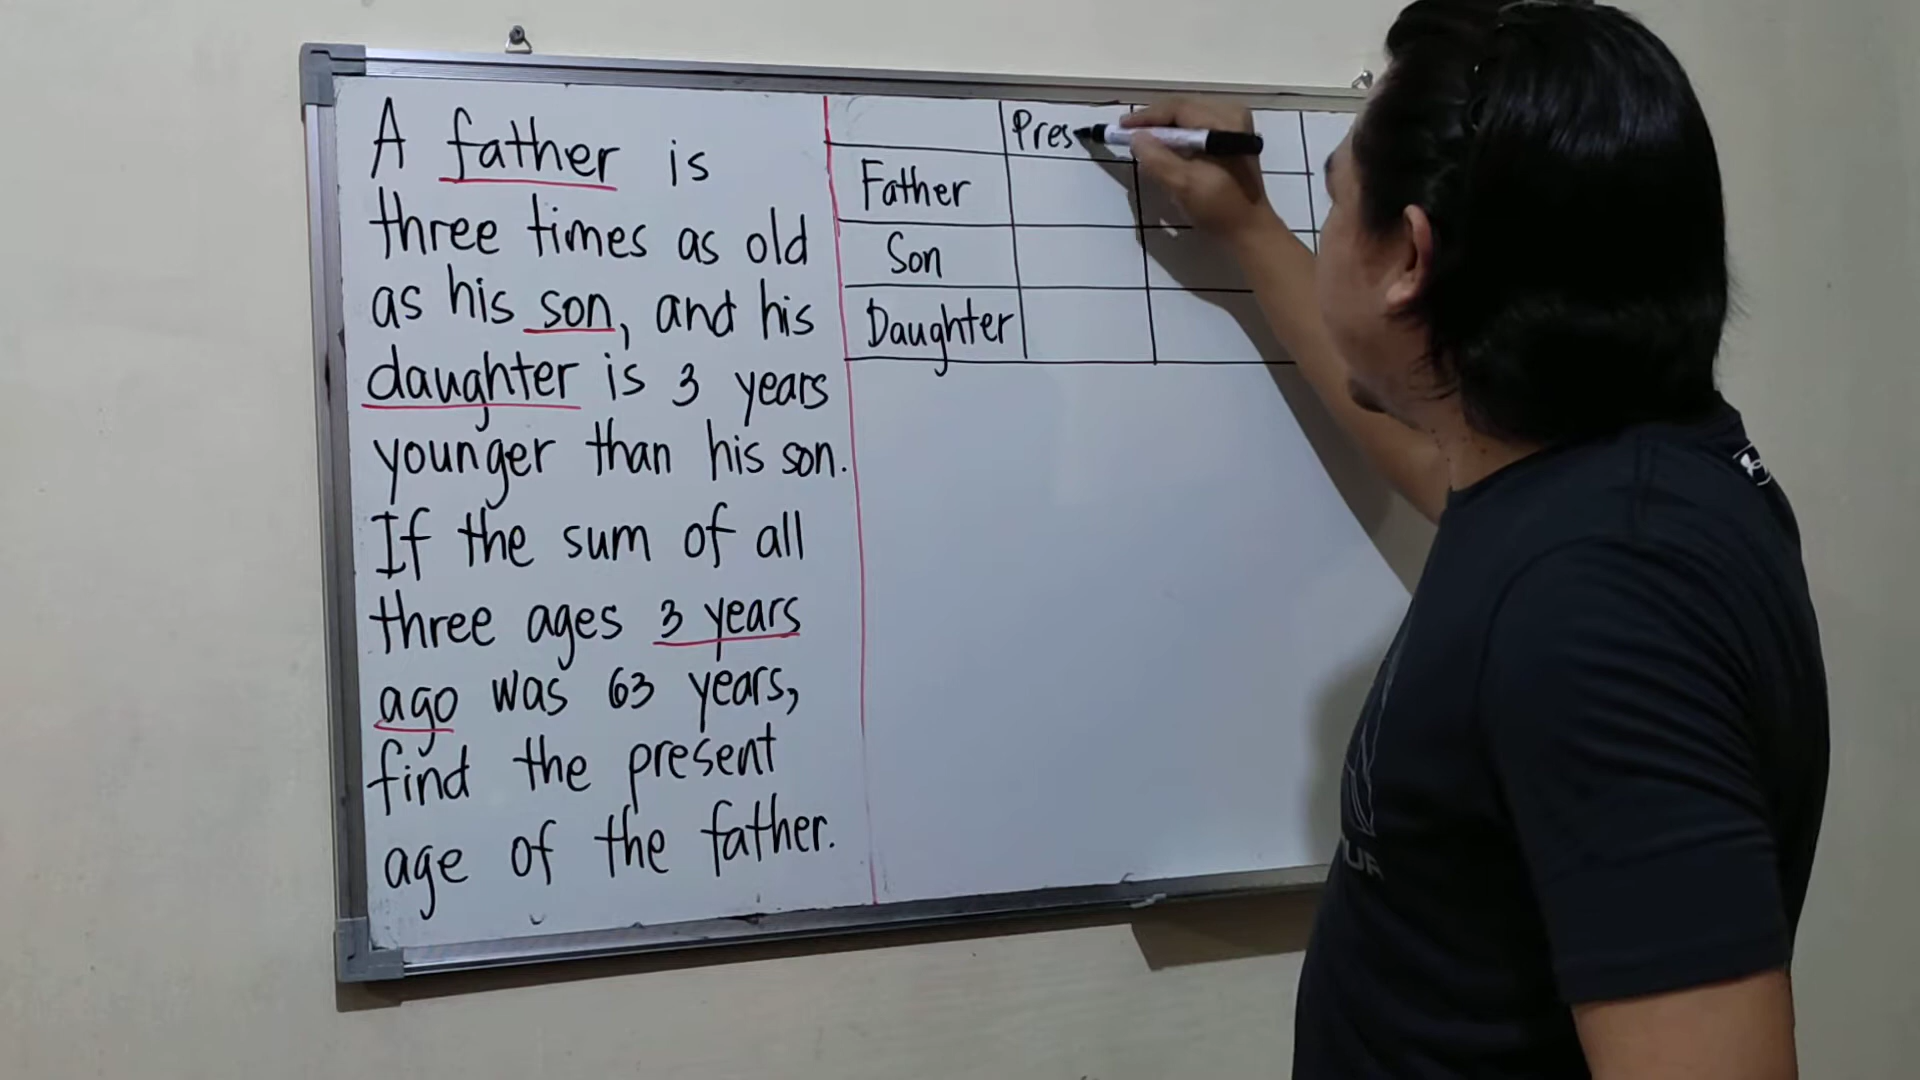 A father is
three times as old
as his son, and his
daughter is 3 years
younger than his son.
If the sum of all
three ages 3 years
ago was 63 years,
find the present
age of the father.
Pres
Father
Son
Daughter